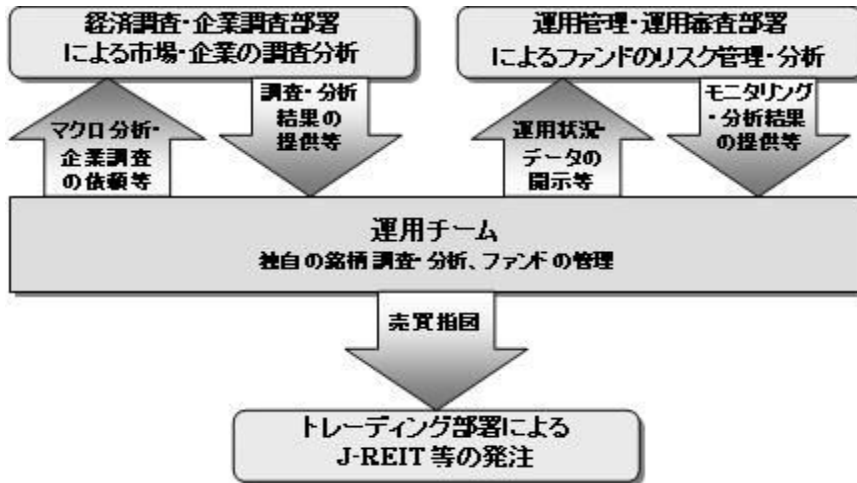 経済調査・企業調査部署
による市場・企業の調査分析
運用管理・運用審査部署
によるファンドのリスク管理・分析
マクロ分析・
企業調査
の依頼等
調査・分析
結果の
提供等
運用状況・
データの
開示等
モニタリング
・分析結果
の提供等
運用チーム
独自の銘柄調査・分析、ファンドの管理
売買指図
トレーディング部署による
J-REIT等の発注